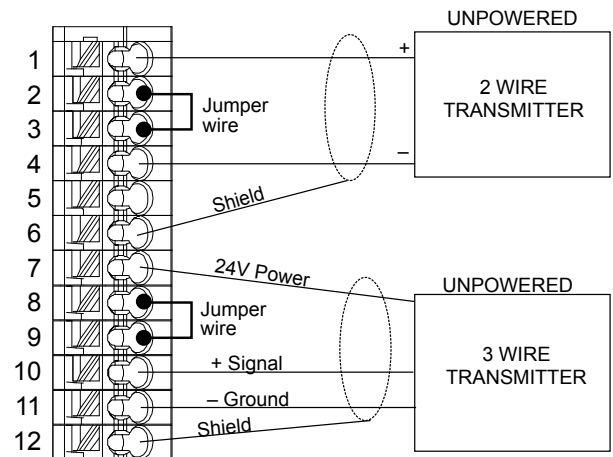 UNPOWERED
1
+
2
2 WIRE
TRANSMITTER
Jumper
wire
3
4
–
5
Shield
6
7
24V Power
UNPOWERED
8
Jumper
wire
9
3 WIRE
TRANSMITTER
10
+ Signal
11
– Ground
Shield
12